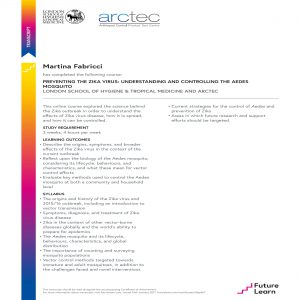 LONDON
SCHOOL of
HYGIENE
&TROPICAL
MEDICINE
arctec
Arthropod Control Product Test Centre
TRANSCRIPT
Martina Fabricci
has completed the following course:
PREVENTING THE ZIKA VIRUS: UNDERSTANDING AND CONTROLLING THE AEDES
MOSQUITO
LONDON SCHOOL OF HYGIENE & TROPICAL MEDICINE AND ARCTEC
This online course explored the science behind
the Zika outbreak in order to understand the
effects of the virus in outbreak, how it is spread,
and how it can be controlled.
STUDY REQUIREMENT
3 weeks, 4 hours per week
LEARNING OUTCOMES
• Describe the origins, symptoms, and broader
effects of the Zika virus in the context of the
current outbreak
• Reflect upon the biology of the Aedes mosquito;
considering its lifecycle, behaviours, and
characteristics, and what these mean for vector
control efforts
• Evaluate key methods used to control the Aedes
mosquito at both a community and household
level
SYLLABUS
• The origins and history of the Zika virus and
2015/16 outbreak, including an introduction to
vector transmission
• Symptoms, diagnosis, and treatment of Zika
virus disease
• Zika in the context of other vector-borne
diseases globally and the world's ability to
prepare for epidemics
• The Aedes mosquito and its lifecycle,
behaviours, characteristics, and global
distribution
• The importance of counting and surveying
mosquito populations
• Vector control methods targeted towards
immature and adult mosquitoes, in addition to
the challenges faced and novel interventions
• Current strategies for the control of Aedes and
prevention of Zika
• Areas in which future research and support
efforts should be targeted
Future
Learn